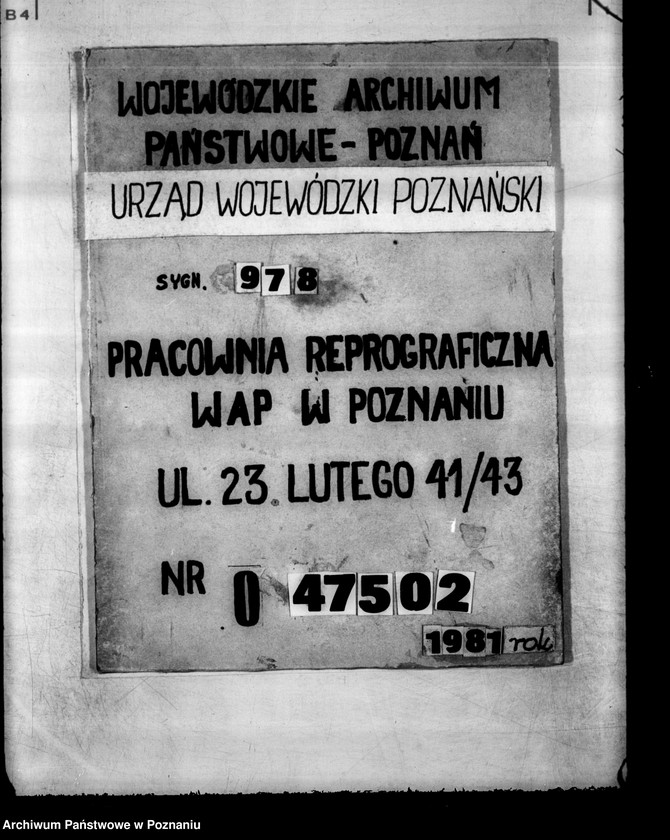 B4
WOJEWÓDZKIE ARCHIWUM
PAŃSTWOWE - POZNAŃ
URZĄD WOJEWÓDZKI POZNAŃSKI
SYGN. 978
PRACOWNIA REPROGRAFICZNA
WAP W POZNANIU
UL. 23. LUTEGO 41/43
NR 0 47502
1981 rok
Archiwum Państwowe w Poznaniu